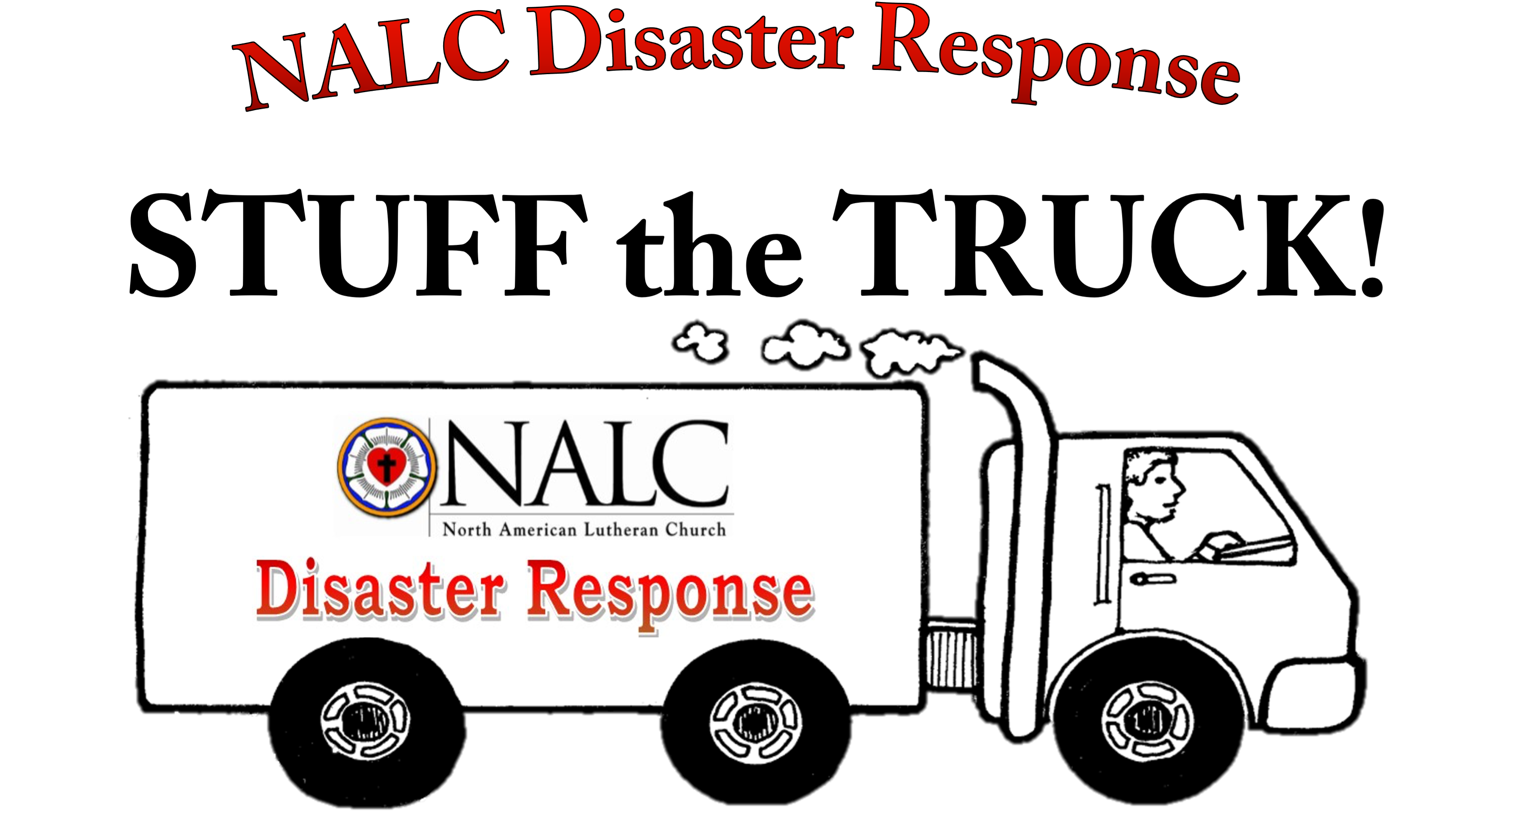 NALC Disaster Response
STUFF the TRUCK!
NALC
North American Lutheran Church
Disaster Response